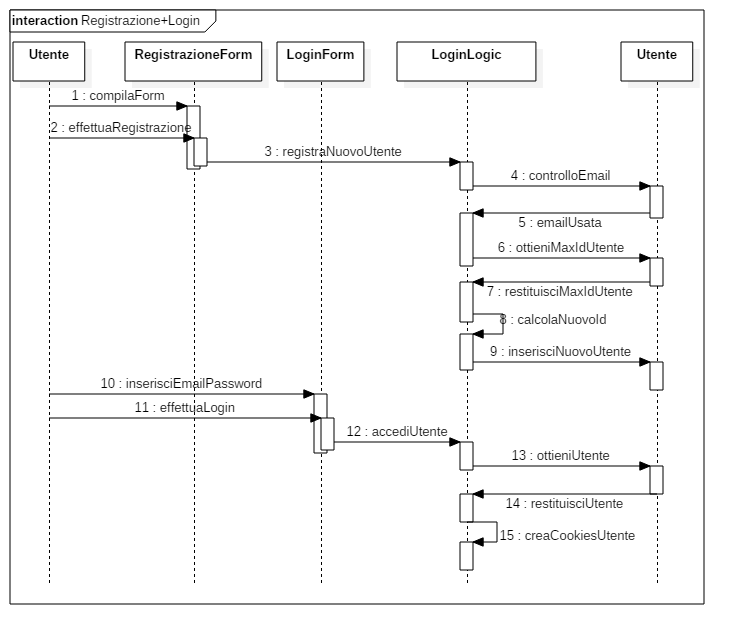 interaction Registrazione+Login
Utente RegistrazioneForm LoginForm LoginLogic Utente
1 : compilaForm
2 : effettuaRegistrazione
3 : registraNuovoUtente
4 : controlloEmail
5 : emailUsata
6 : ottieniMaxIdUtente
7 : restituisciMaxIdUtente
8 : calcolaNuovoId
9 : inserisciNuovoUtente
10 : inserisciEmailPassword
11 : effettuaLogin
12 : accediUtente
13 : ottieniUtente
14 : restituisciUtente
15 : creaCookiesUtente